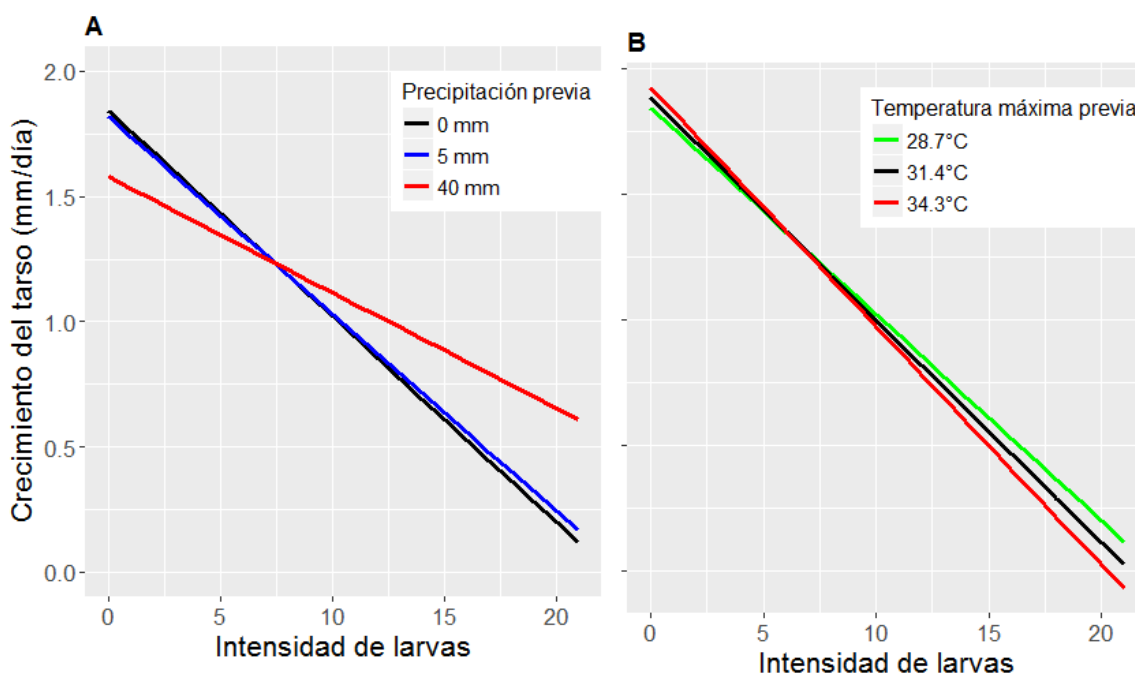 A
B
Crecimiento del tarso (mm/día)
2.0
1.5
1.0
0.5
0.0
Precipitación previa
0 mm
5 mm
40 mm
0 5 10 15 20
Intensidad de larvas
Temperatura máxima previa
28.7°C
31.4°C
34.3°C
0 5 10 15 20
Intensidad de larvas